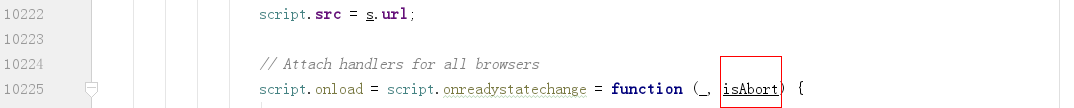 10222 script.src = s.url;
10223
10224 // Attach handlers for all browsers
10225 script.onload = script.onreadystatechange = function (_, isAbort) {